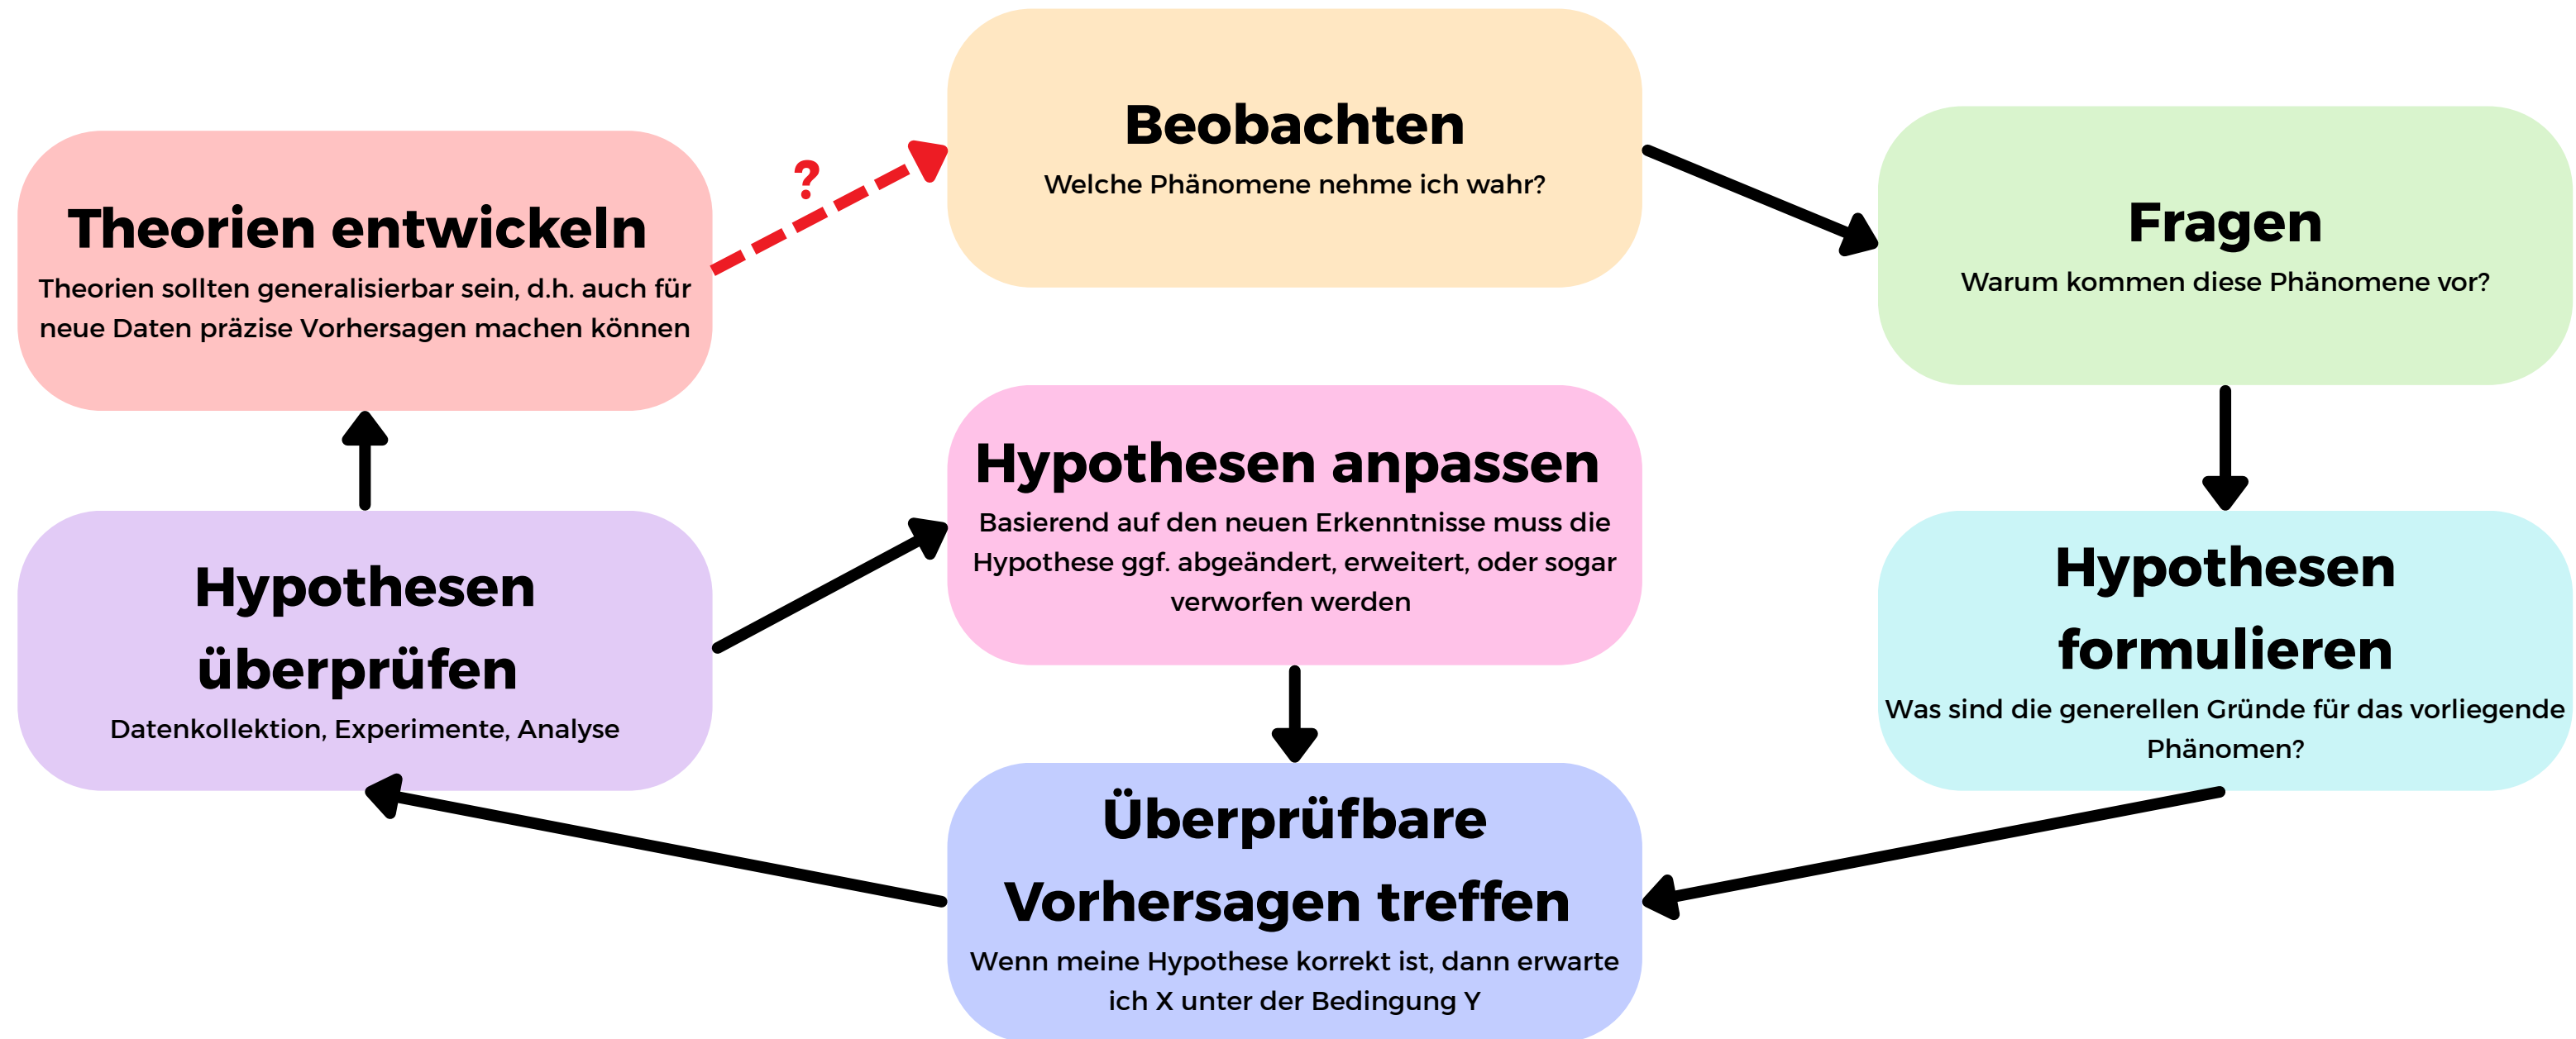 Beobachten
Welche Phänomene nehme ich wahr?
Fragen
Warum kommen diese Phänomene vor?
Hypothesen
formulieren
Was sind die generellen Gründe für das vorliegende
Phänomen?
Überprüfbare
Vorhersagen treffen
Wenn meine Hypothese korrekt ist, dann erwarte
ich X unter der Bedingung Y
Hypothesen
überprüfen
Datenkollektion, Experimente, Analyse
Hypothesen anpassen
Basierend auf den neuen Erkenntnisse muss die
Hypothese ggf. abgeändert, erweitert, oder sogar
verworfen werden
Theorien entwickeln
Theorien sollten generalisierbar sein, d.h. auch für
neue Daten präzise Vorhersagen machen können
?